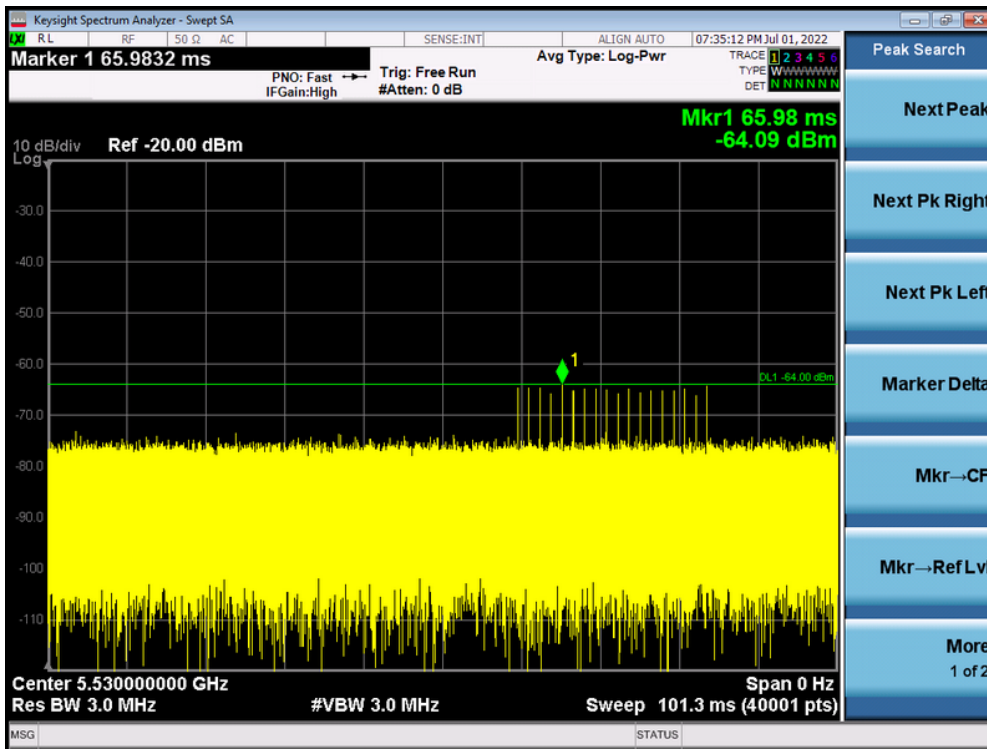 Keysight Spectrum Analyzer - Swept SA
LXI RL RF 50 Ω AC SENSE:INT ALIGN AUTO 07:35:12 PM Jul 01, 2022
Marker 1 65.9832 ms
PNO: Fast
IFGain:High
Trig: Free Run
#Atten: 0 dB
Avg Type: Log-Pwr
TRACE 1 2 3 4 5 6
TYPE WWWWWW
DET N N N N N N
Peak Search
Mkr1 65.98 ms
-64.09 dBm
10 dB/div Ref -20.00 dBm
Log
-30.0
-40.0
-50.0
-60.0
-70.0
-80.0
-90.0
-100
-110
1
DL1 -64.00 dBm
Center 5.530000000 GHz Span 0 Hz
Res BW 3.0 MHz #VBW 3.0 MHz Sweep 101.3 ms (40001 pts)
MSG STATUS
Next Peak
Next Pk Right
Next Pk Left
Marker Delta
Mkr→CF
Mkr→Ref Lvl
More
1 of 2